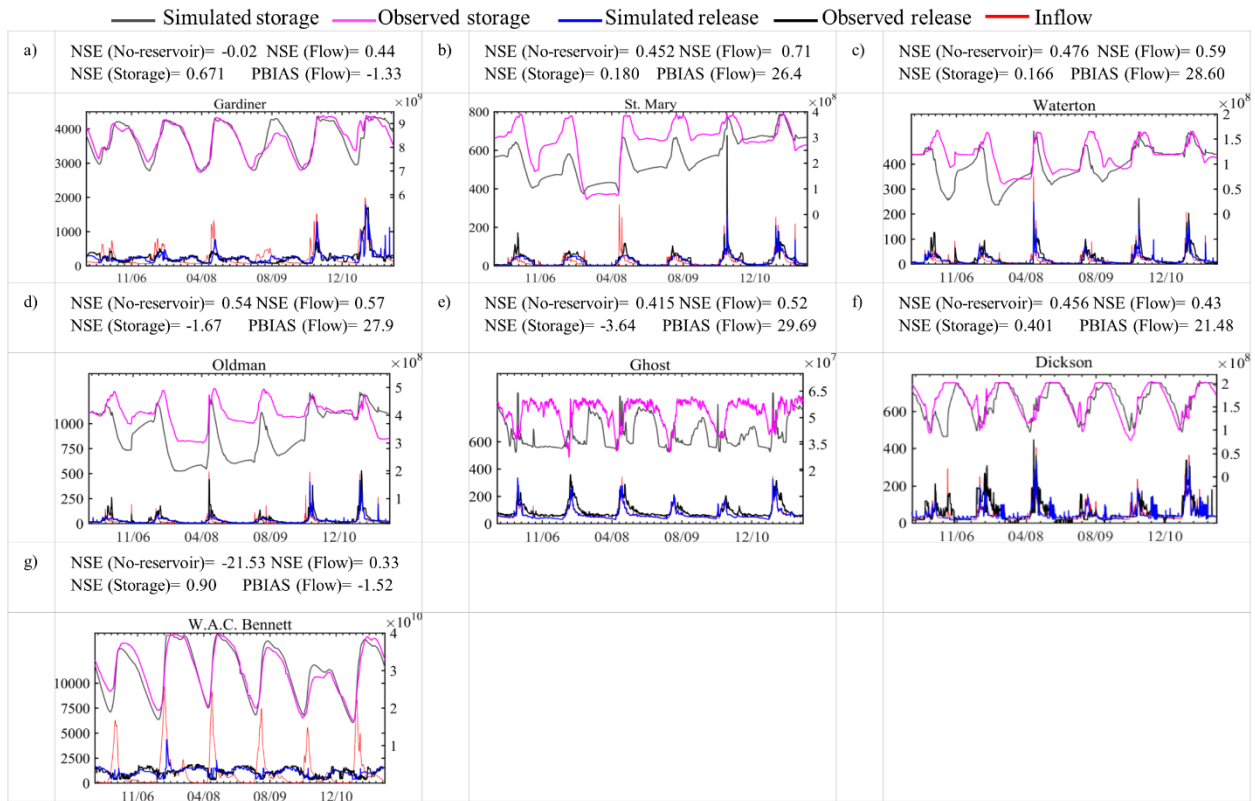 Simulated storage Observed storage Simulated release Observed release Inflow
a) NSE (No-reservoir)= -0.02 NSE (Flow)= 0.44
NSE (Storage)= 0.671 PBIAS (Flow)= -1.33
b) NSE (No-reservoir)= 0.452 NSE (Flow)= 0.71
NSE (Storage)= 0.180 PBIAS (Flow)= 26.4
c) NSE (No-reservoir)= 0.476 NSE (Flow)= 0.59
NSE (Storage)= 0.166 PBIAS (Flow)= 28.60
Gardiner
×10^9
4000
3000
2000
1000
0
9
8
7
6
11/06 04/08 08/09 12/10
St. Mary
×10^8
800
600
400
200
0
4
3
2
1
0
11/06 04/08 08/09 12/10
Waterton
×10^8
400
300
200
100
0
2
1.5
1
0.5
0
11/06 04/08 08/09 12/10
d) NSE (No-reservoir)= 0.54 NSE (Flow)= 0.57
NSE (Storage)= -1.67 PBIAS (Flow)= 27.9
e) NSE (No-reservoir)= 0.415 NSE (Flow)= 0.52
NSE (Storage)= -3.64 PBIAS (Flow)= 29.69
f) NSE (No-reservoir)= 0.456 NSE (Flow)= 0.43
NSE (Storage)= 0.401 PBIAS (Flow)= 21.48
Oldman
×10^8
1000
750
500
250
0
5
4
3
2
1
11/06 04/08 08/09 12/10
Ghost
×10^7
600
400
200
0
6.5
5
3.5
2
11/06 04/08 08/09 12/10
Dickson
×10^8
600
400
200
0
2
1.5
1
0.5
0
11/06 04/08 08/09 12/10
g) NSE (No-reservoir)= -21.53 NSE (Flow)= 0.33
NSE (Storage)= 0.90 PBIAS (Flow)= -1.52
W.A.C. Bennett
×10^10
10000
7500
5000
2500
0
4
3
2
1
11/06 04/08 08/09 12/10